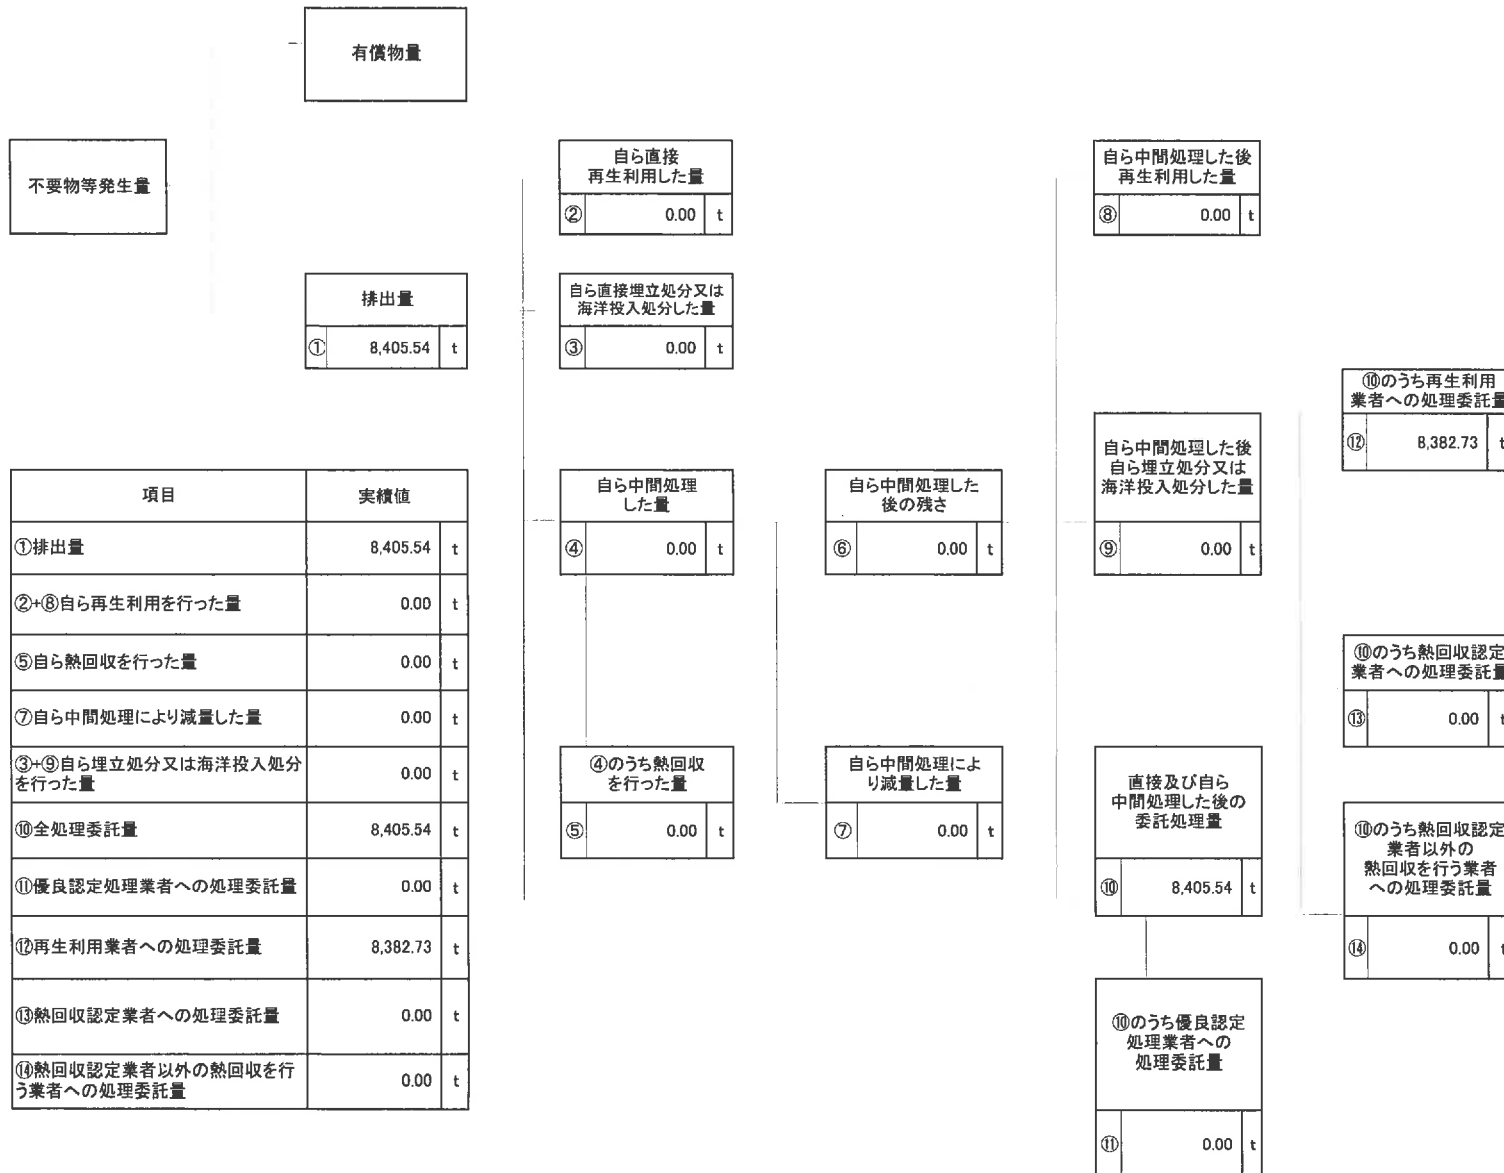 有償物量
不要物等発生量
自ら直接
再生利用した量
② 0.00 t
自ら中間処理した後
再生利用した量
⑧ 0.00 t
排出量
① 8,405.54 t
自ら直接埋立処分又は
海洋投入処分した量
③ 0.00 t
⑩のうち再生利用
業者への処理委託量
⑫ 8,382.73 t
自ら中間処理した後
自ら埋立処分又は
海洋投入処分した量
⑨ 0.00 t
自ら中間処理
した量
④ 0.00 t
自ら中間処理した
後の残さ
⑥ 0.00 t
項目 実績値
①排出量 8,405.54 t
②+⑧自ら再生利用を行った量 0.00 t
⑤自ら熱回収を行った量 0.00 t
⑦自ら中間処理により減量した量 0.00 t
③+⑨自ら埋立処分又は海洋投入処分
を行った量 0.00 t
⑩全処理委託量 8,405.54 t
⑪優良認定処理業者への処理委託量 0.00 t
⑫再生利用業者への処理委託量 8,382.73 t
⑬熱回収認定業者への処理委託量 0.00 t
⑭熱回収認定業者以外の熱回収を行
う業者への処理委託量 0.00 t
④のうち熱回収
を行った量
⑤ 0.00 t
自ら中間処理によ
り減量した量
⑦ 0.00 t
直接及び自ら
中間処理した後の
委託処理量
⑩ 8,405.54 t
⑩のうち熱回収認定
業者への処理委託量
⑬ 0.00 t
⑩のうち熱回収認定
業者以外の
熱回収を行う業者
への処理委託量
⑭ 0.00 t
⑩のうち優良認定
処理業者への
処理委託量
⑪ 0.00 t